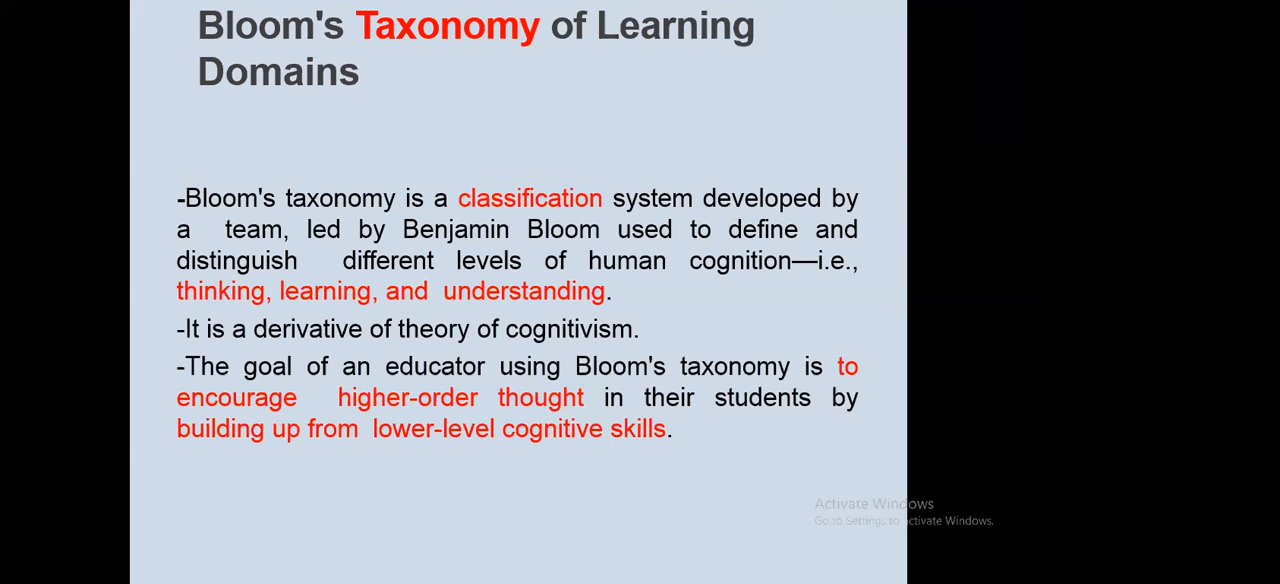 Bloom's Taxonomy of Learning
Domains
-Bloom's taxonomy is a classification system developed by
a team, led by Benjamin Bloom used to define and
distinguish different levels of human cognition—i.e.,
thinking, learning, and understanding.
-It is a derivative of theory of cognitivism.
-The goal of an educator using Bloom's taxonomy is to
encourage higher-order thought in their students by
building up from lower-level cognitive skills.
Activate Windows
Go to Settings to activate Windows.